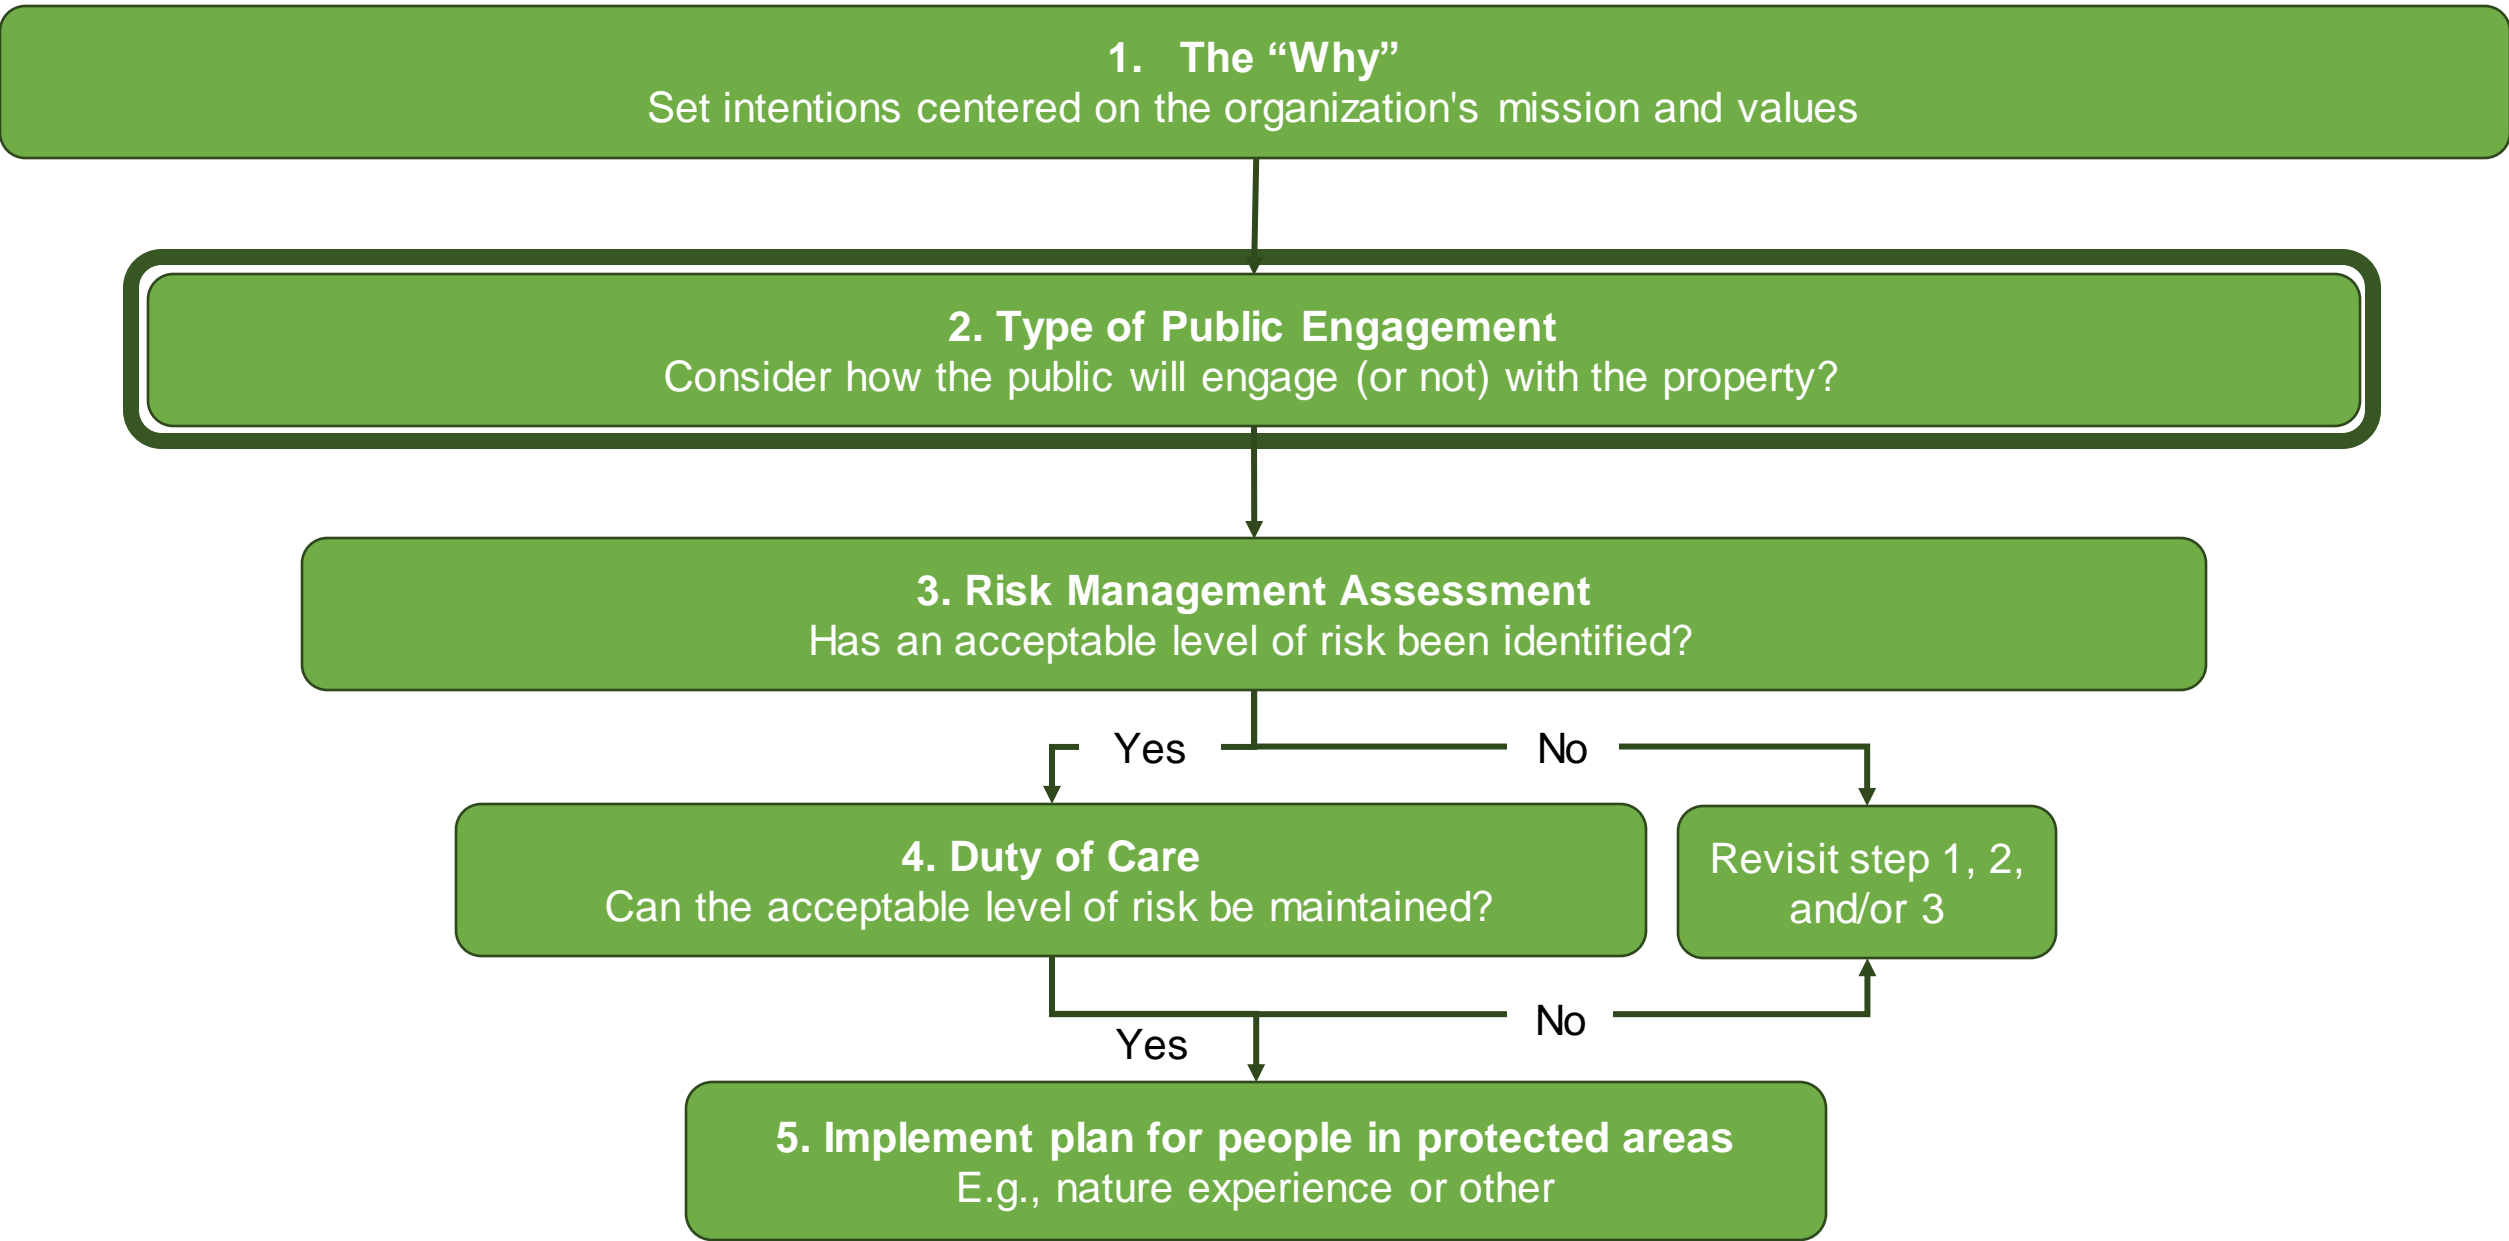 1. The “Why”
Set intentions centered on the organization's mission and values
2. Type of Public Engagement
Consider how the public will engage (or not) with the property?
3. Risk Management Assessment
Has an acceptable level of risk been identified?
Yes
No
4. Duty of Care
Can the acceptable level of risk be maintained?
Revisit step 1, 2,
and/or 3
Yes
No
5. Implement plan for people in protected areas
E.g., nature experience or other